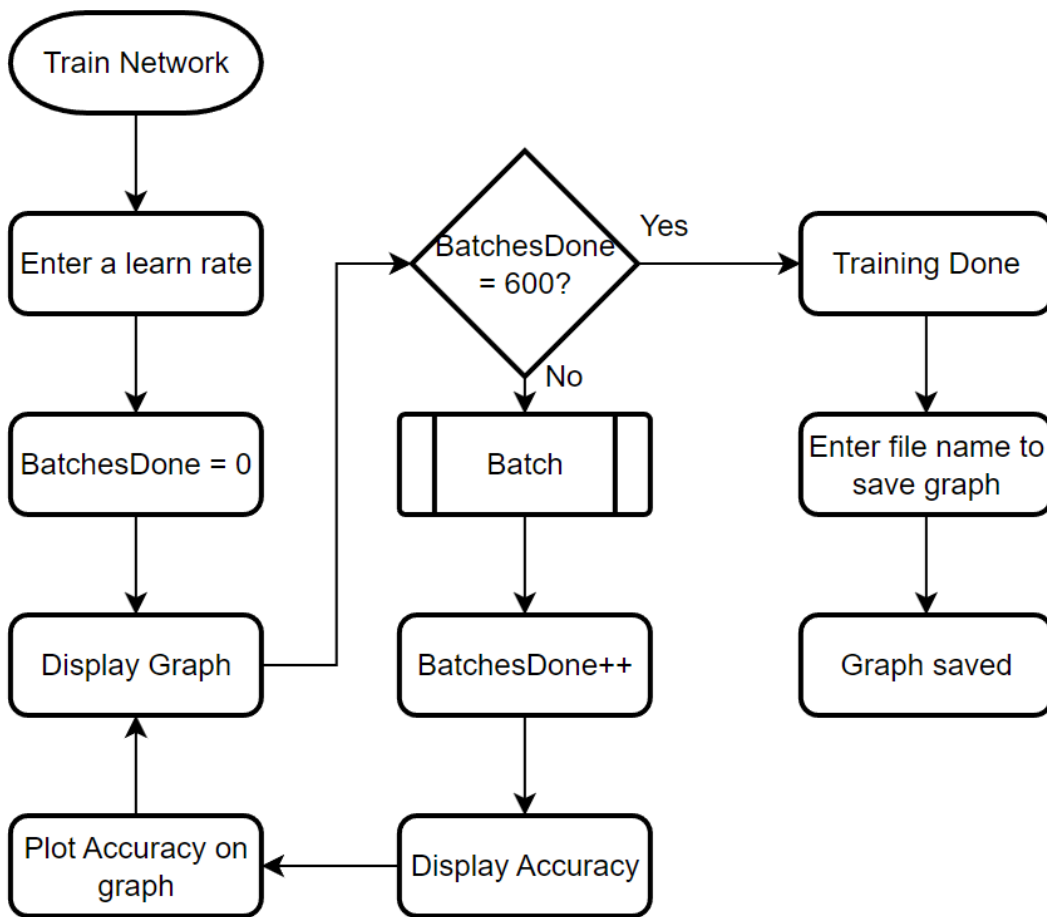 Train Network
Enter a learn rate
BatchesDone = 0
Display Graph
BatchesDone
= 600?
Yes
No
Batch
BatchesDone++
Display Accuracy
Plot Accuracy on
graph
Training Done
Enter file name to
save graph
Graph saved